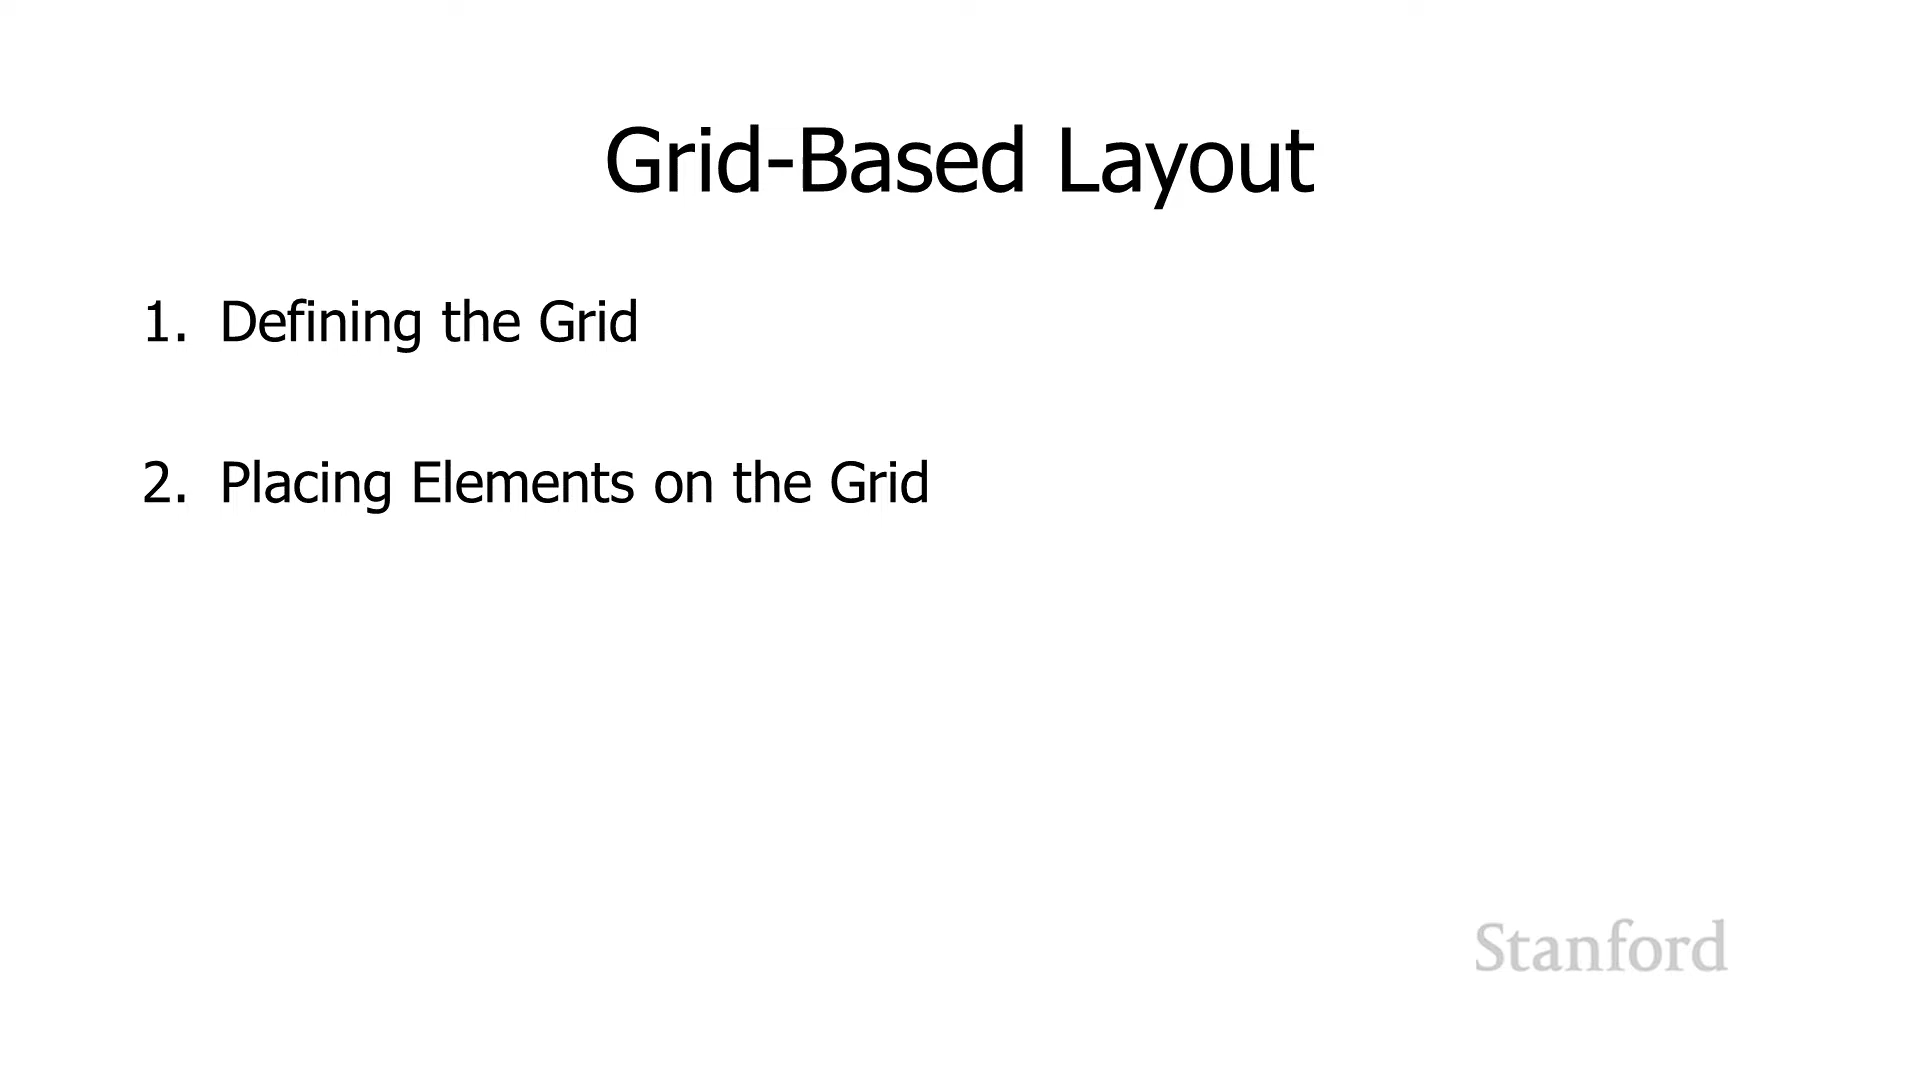 Grid-Based Layout
1. Defining the Grid
2. Placing Elements on the Grid
Stanford